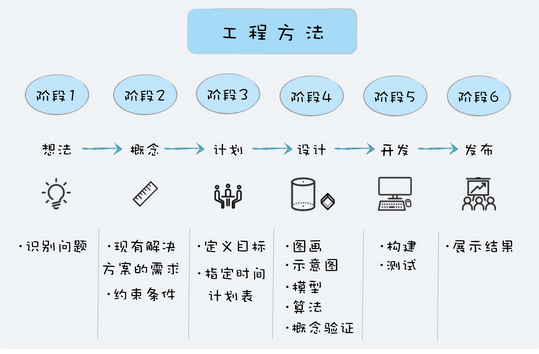 工程方法
阶段1
阶段2
阶段3
阶段4
阶段5
阶段6
想法
概念
计划
设计
开发
发布
·识别问题
·现有解决
方案的需求
·约束条件
·定义目标
·指定时间
计划表
·图画
·示意图
·模型
·算法
·概念验证
·构建
·测试
·展示结果